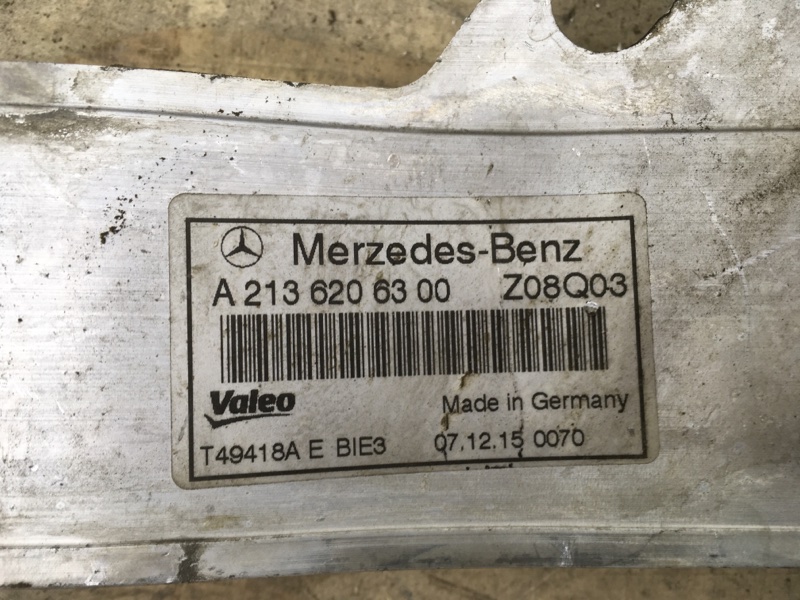 Merzedes-Benz
A 213 620 63 00 Z08Q03
Valeo Made in Germany
T49418A E BIE3 07.12.15 0070